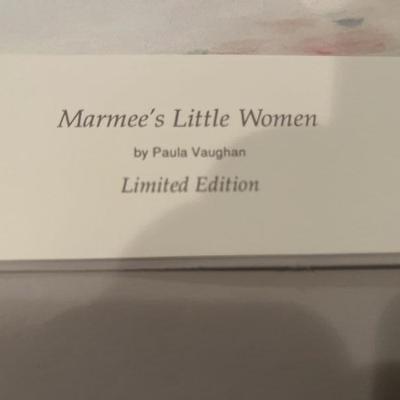 Marmee's Little Women
by Paula Vaughan
Limited Edition